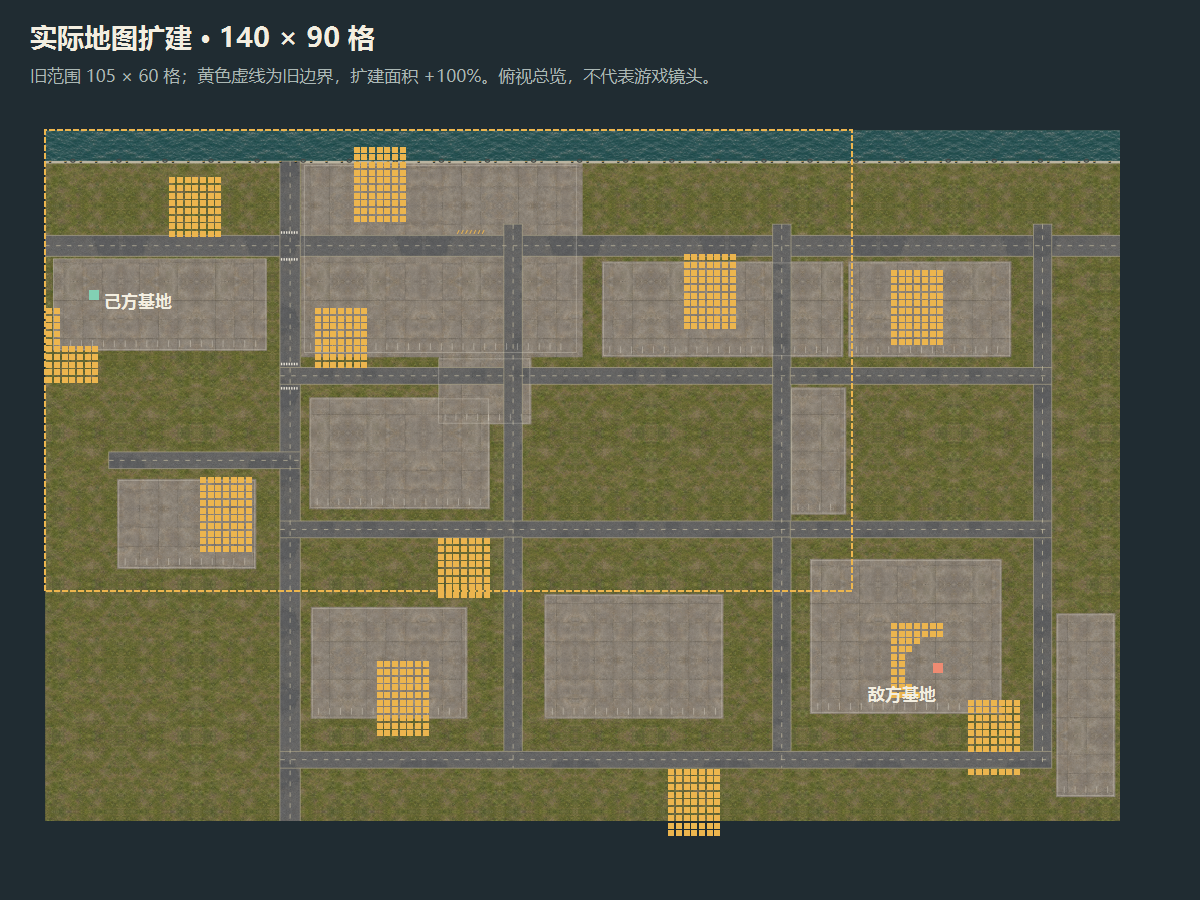 实际地图扩建 • 140 × 90 格
旧范围 105 × 60 格；黄色虚线为旧边界，扩建面积 +100%。俯视总览，不代表游戏镜头。
己方基地
敌方基地